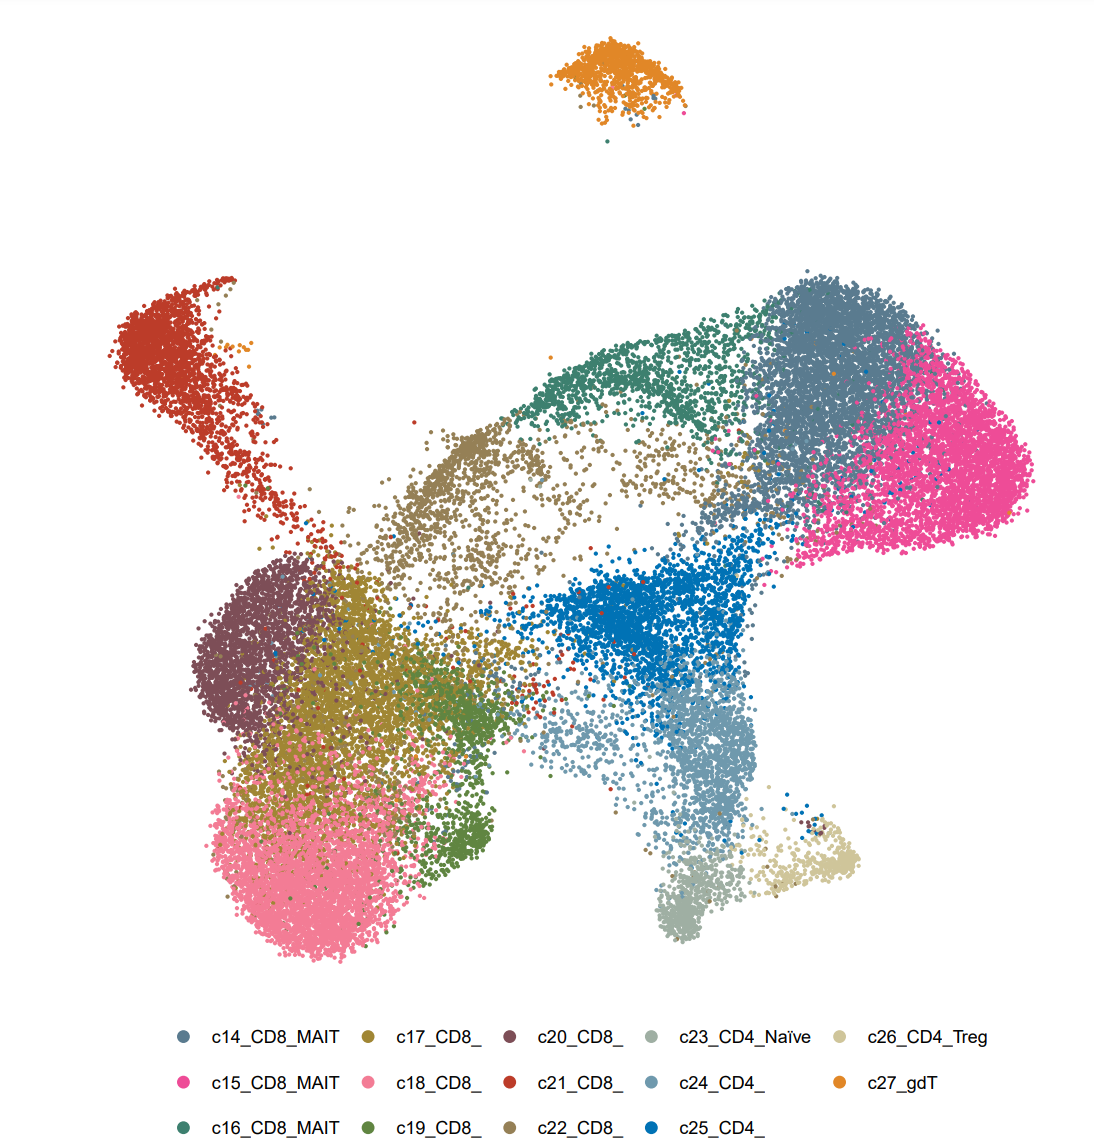 c14_CD8_MAIT c17_CD8_ c20_CD8_ c23_CD4_Naïve c26_CD4_Treg
c15_CD8_MAIT c18_CD8_ c21_CD8_ c24_CD4_ c27_gdT
c16_CD8_MAIT c19_CD8_ c22_CD8_ c25_CD4_